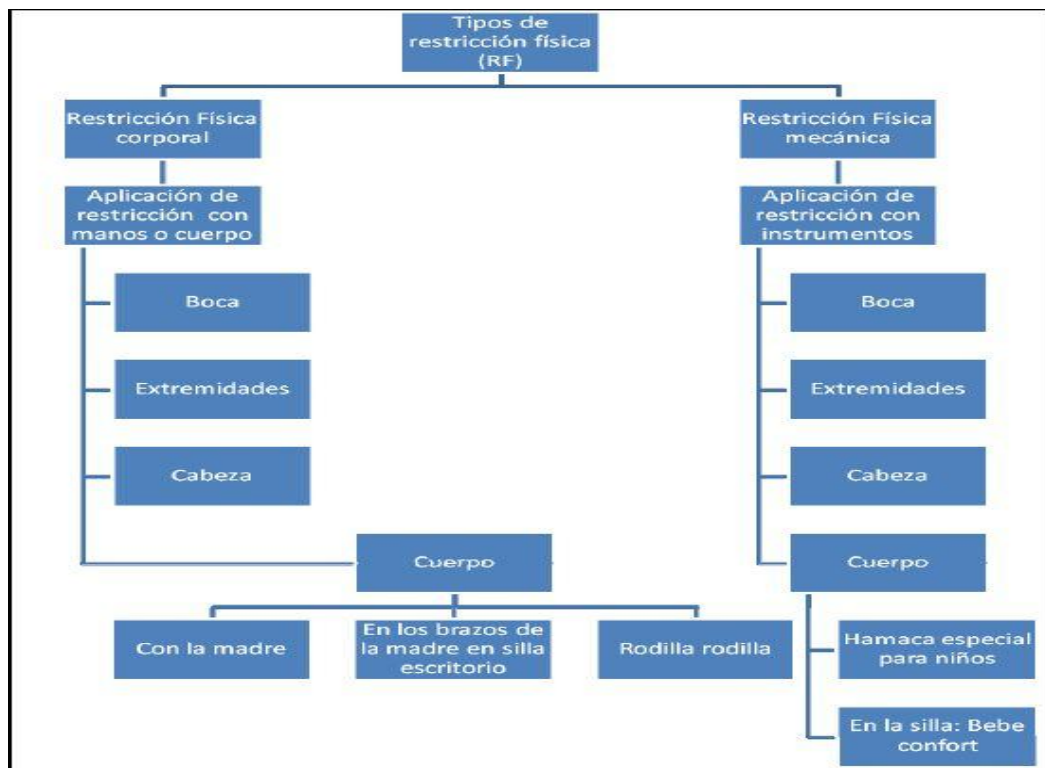 Tipos de
restricción física
(RF)
Restricción Física
corporal
Aplicación de
restricción con
manos o cuerpo
Boca
Extremidades
Cabeza
Cuerpo
Con la madre
En los brazos de
la madre en silla
escritorio
Rodilla rodilla
Restricción Física
mecánica
Aplicación de
restricción con
instrumentos
Boca
Extremidades
Cabeza
Cuerpo
Hamaca especial
para niños
En la silla: Bebe
confort